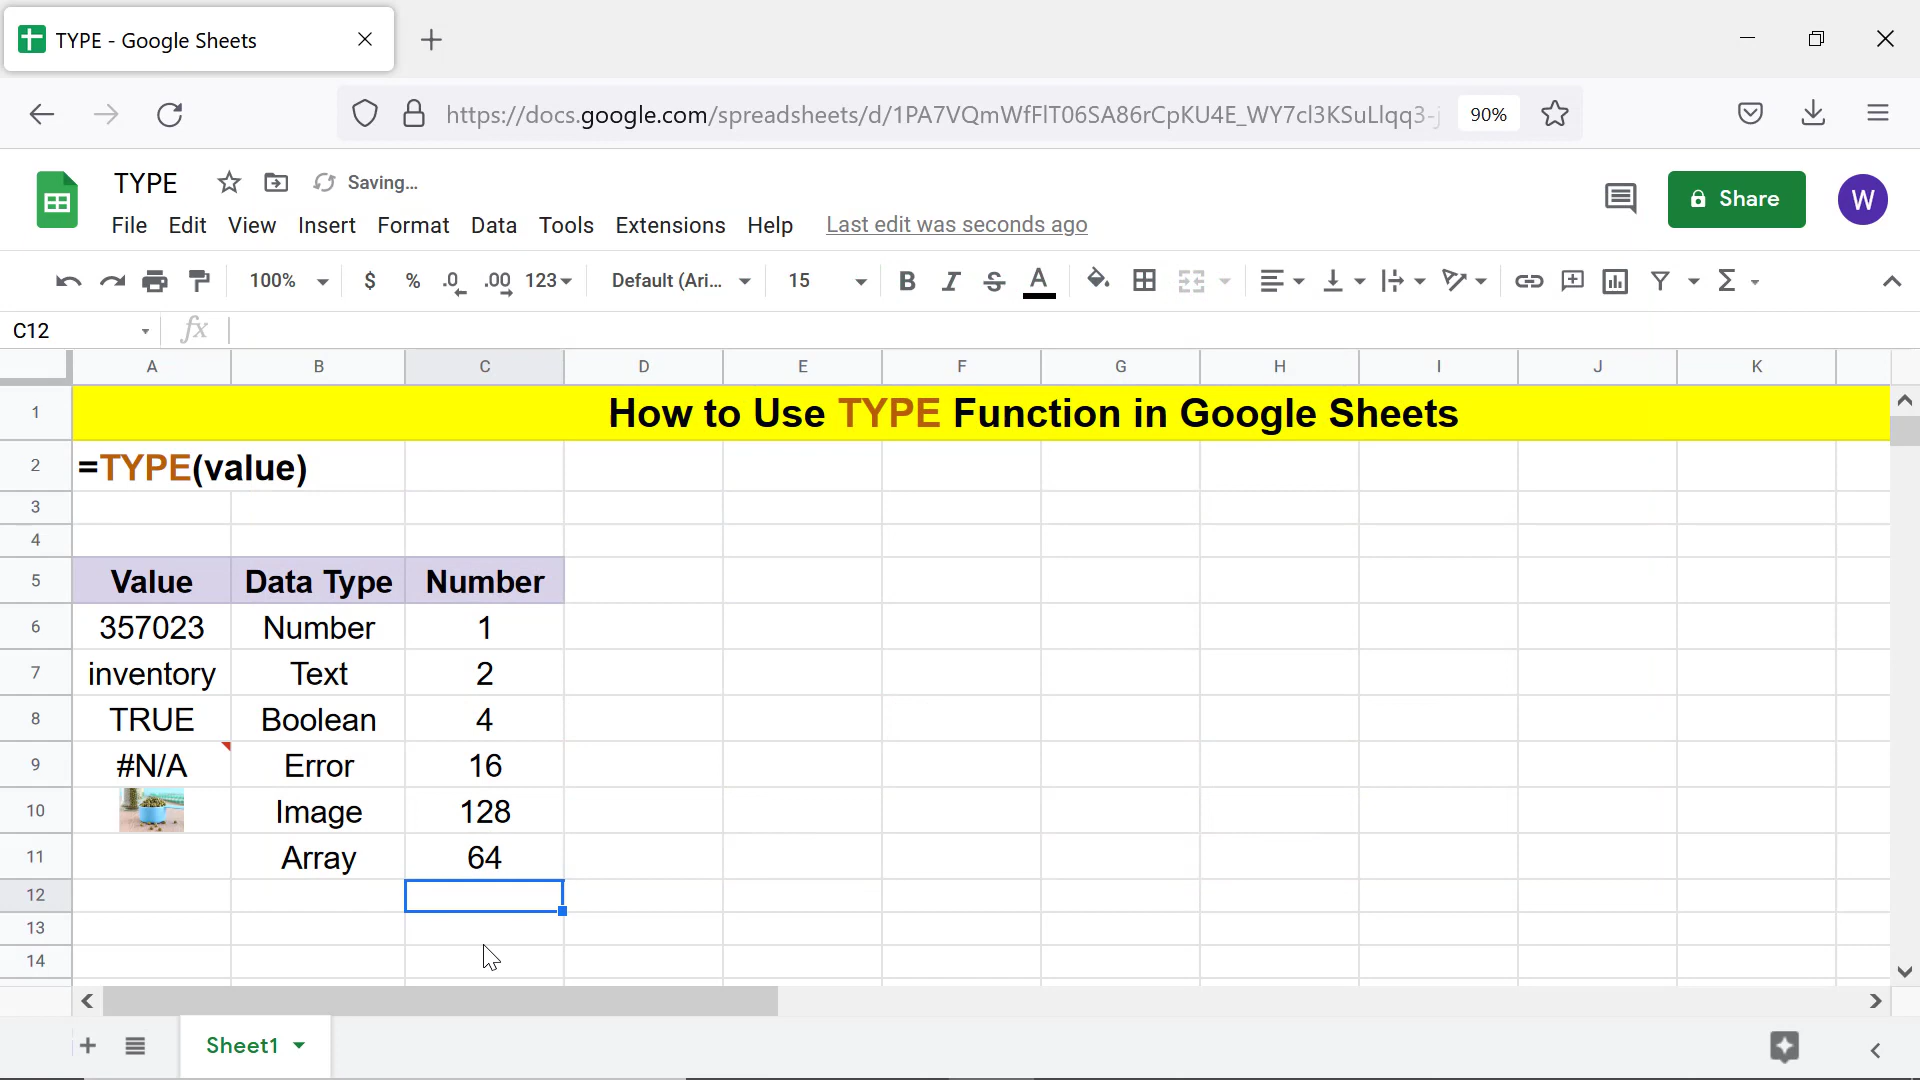 TYPE - Google Sheets
https://docs.google.com/spreadsheets/d/1PA7VQmWfFlT06SA86rCpKU4E_WY7cl3KSuLlqq3-j
90%
TYPE
Saving...
Share
W
File Edit View Insert Format Data Tools Extensions Help Last edit was seconds ago
100% $ % .0 .00 123 Default (Ari... 15 B I S A Σ
C12 fx
A B C D E F G H I J K
1 How to Use TYPE Function in Google Sheets
2 =TYPE(value)
3
4
5 Value Data Type Number
6 357023 Number 1
7 inventory Text 2
8 TRUE Boolean 4
9 #N/A Error 16
10 Image 128
11 Array 64
12
13
14
Sheet1